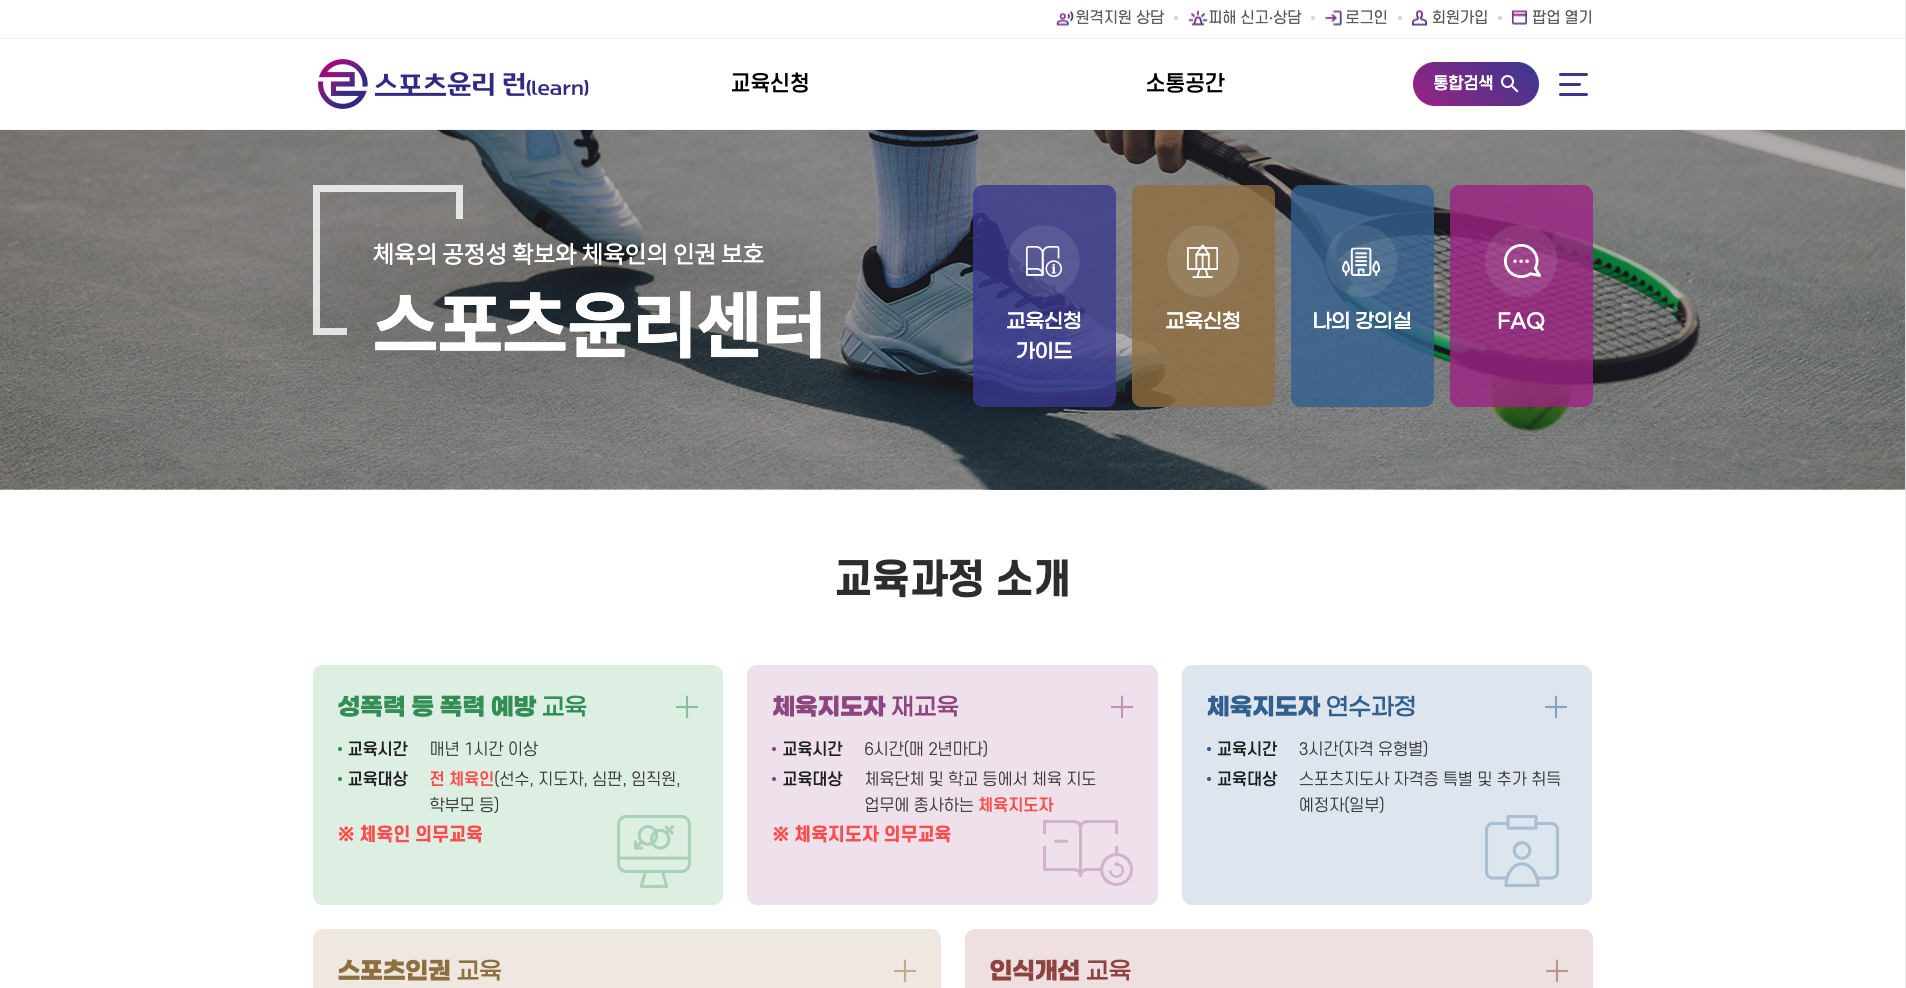 원격지원 상담
피해 신고·상담
로그인
회원가입
팝업 열기
스포츠윤리 런(learn)
교육신청
소통공간
통합검색
체육의 공정성 확보와 체육인의 인권 보호
스포츠윤리센터
교육신청
가이드
교육신청
나의 강의실
FAQ
교육과정 소개
성폭력 등 폭력 예방 교육
교육시간 매년 1시간 이상
교육대상 전 체육인(선수, 지도자, 심판, 임직원,
학부모 등)
※ 체육인 의무교육
체육지도자 재교육
교육시간 6시간(매 2년마다)
교육대상 체육단체 및 학교 등에서 체육 지도
업무에 종사하는 체육지도자
※ 체육지도자 의무교육
체육지도자 연수과정
교육시간 3시간(자격 유형별)
교육대상 스포츠지도사 자격증 특별 및 추가 취득
예정자(일부)
스포츠인권 교육
인식개선 교육